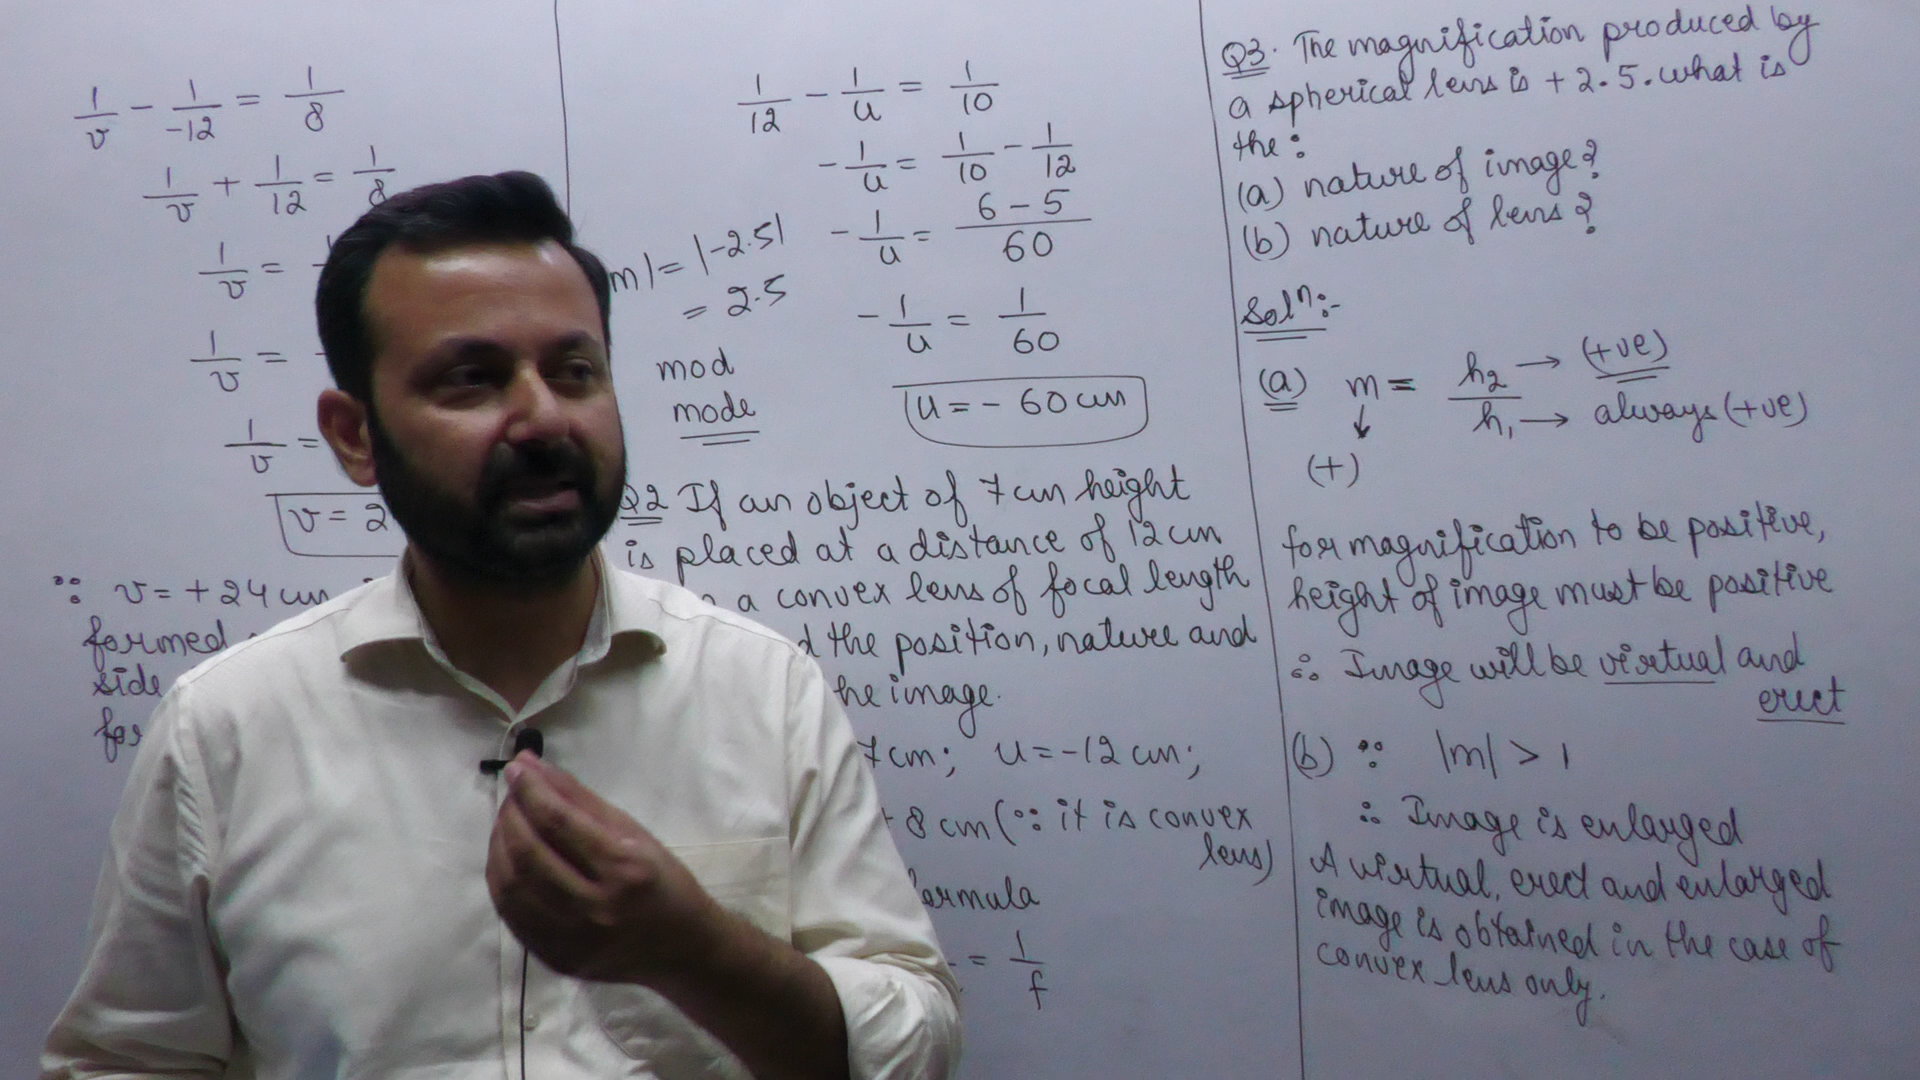 1/v - 1/-12 = 1/8
1/v + 1/12 = 1/8
1/v =
1/v =
1/v =
v = 2
∵ v = +24 cm
formed
side
for
1/12 - 1/u = 1/10
- 1/u = 1/10 - 1/12
- 1/u = (6 - 5)/60
- 1/u = 1/60
u = - 60 cm
m| = |-2.5|
= 2.5
mod
mode
Q2 If an object of 7 cm height
is placed at a distance of 12 cm
a convex lens of focal length
d the position, nature and
he image.
7 cm; u = -12 cm;
+ 8 cm (∵ it is convex
lens)
ormula
= 1/f
Q3. The magnification produced by
a spherical lens is + 2.5. what is
the :
(a) nature of image?
(b) nature of lens?
Solⁿ:-
(a) m = h₂/h₁
h₂ → (+ve)
h₁ → always (+ve)
↓
(+)
for magnification to be positive,
height of image must be positive
∴ Image will be virtual and
erect
(b) ∵ |m| > 1
∴ Image is enlarged
A virtual, erect and enlarged
image is obtained in the case of
convex lens only.